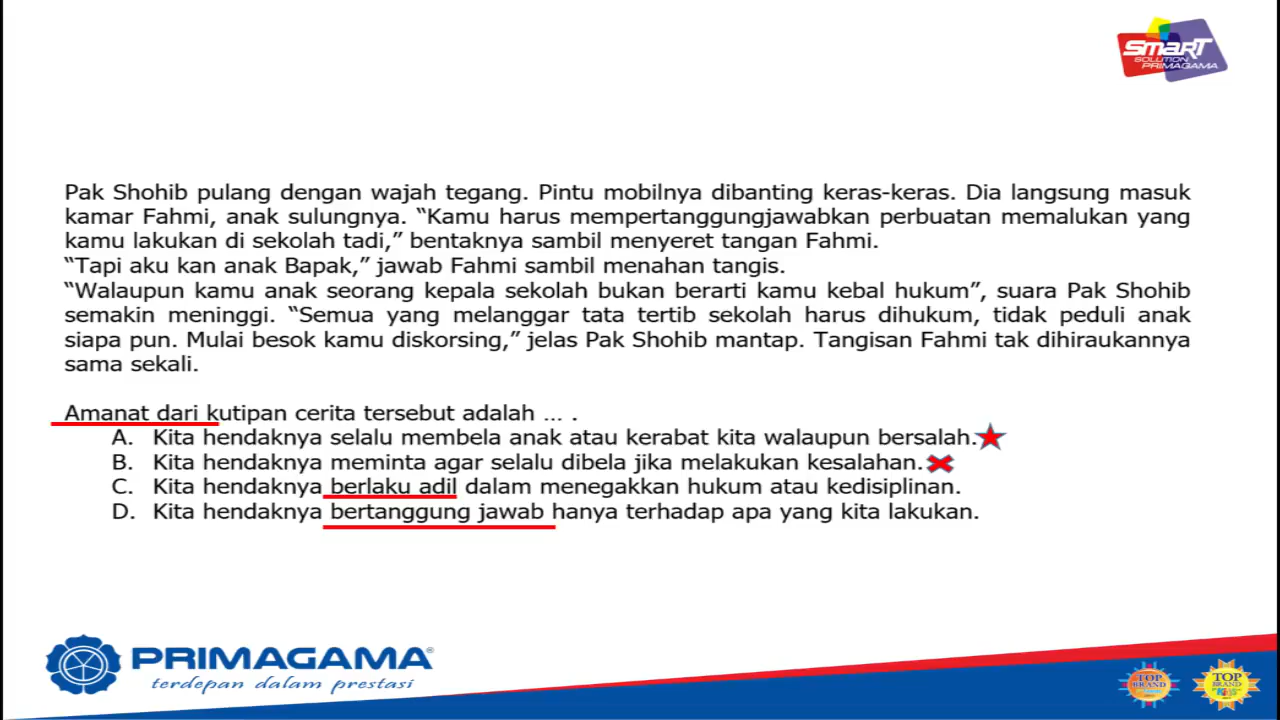 SMART
SOLUTION
PRIMAGAMA
Pak Shohib pulang dengan wajah tegang. Pintu mobilnya dibanting keras-keras. Dia langsung masuk
kamar Fahmi, anak sulungnya. “Kamu harus mempertanggungjawabkan perbuatan memalukan yang
kamu lakukan di sekolah tadi,” bentaknya sambil menyeret tangan Fahmi.
“Tapi aku kan anak Bapak,” jawab Fahmi sambil menahan tangis.
“Walaupun kamu anak seorang kepala sekolah bukan berarti kamu kebal hukum”, suara Pak Shohib
semakin meninggi. “Semua yang melanggar tata tertib sekolah harus dihukum, tidak peduli anak
siapa pun. Mulai besok kamu diskorsing,” jelas Pak Shohib mantap. Tangisan Fahmi tak dihiraukannya
sama sekali.
Amanat dari kutipan cerita tersebut adalah ... .
A. Kita hendaknya selalu membela anak atau kerabat kita walaupun bersalah.
B. Kita hendaknya meminta agar selalu dibela jika melakukan kesalahan.
C. Kita hendaknya berlaku adil dalam menegakkan hukum atau kedisiplinan.
D. Kita hendaknya bertanggung jawab hanya terhadap apa yang kita lakukan.
PRIMAGAMA®
terdepan dalam prestasi
TOP
BRAND
TOP
BRAND